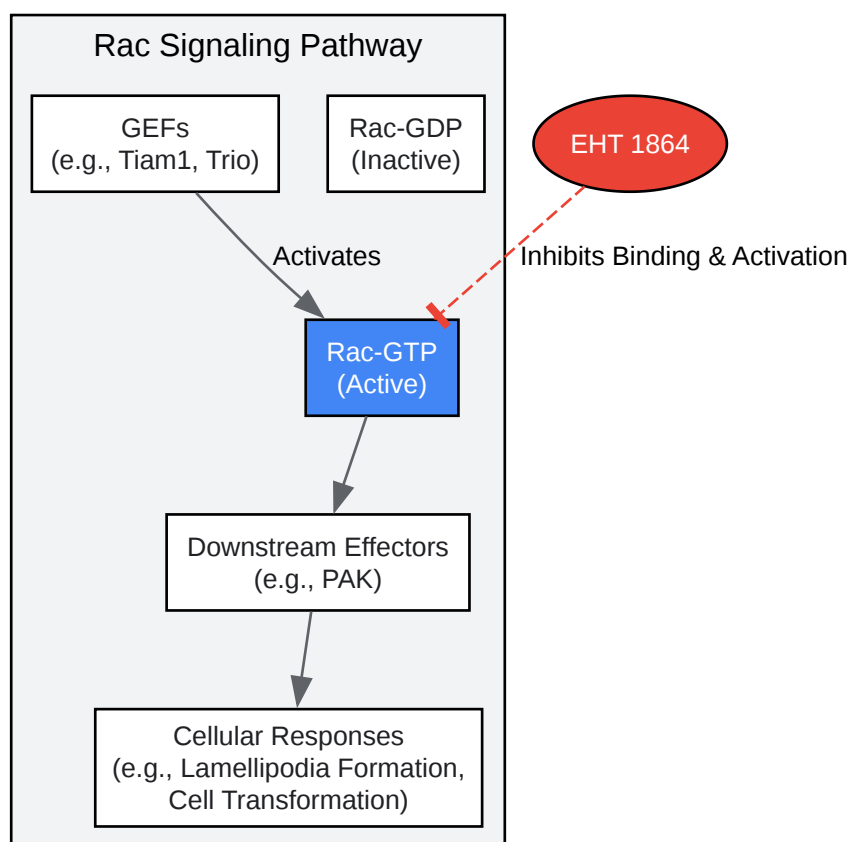 Rac Signaling Pathway
GEFs
(e.g., Tiam1, Trio)
Rac-GDP
(Inactive)
EHT 1864
Activates
Inhibits Binding & Activation
Rac-GTP
(Active)
Downstream Effectors
(e.g., PAK)
Cellular Responses
(e.g., Lamellipodia Formation,
Cell Transformation)